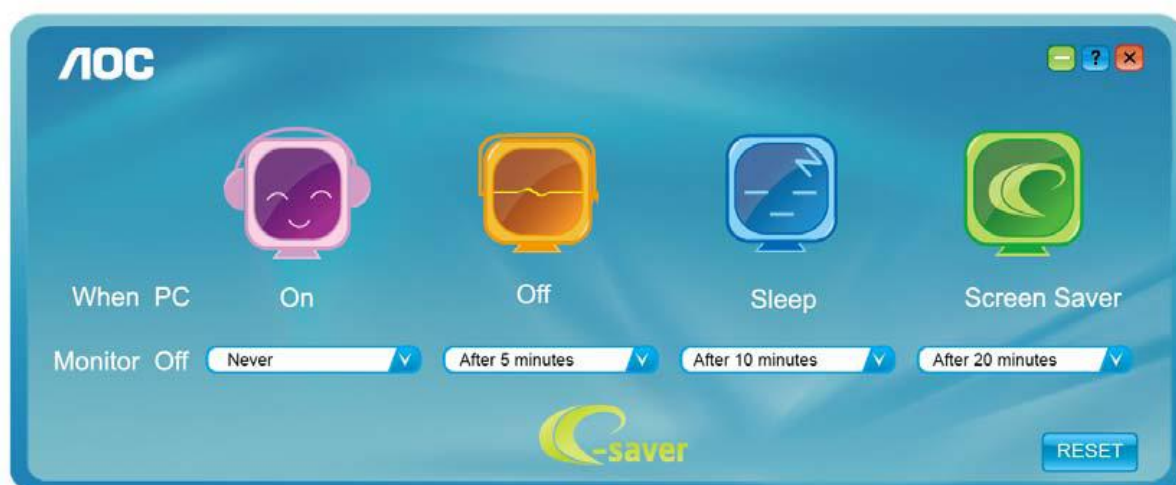 AOC
?
When PC On Off Sleep Screen Saver
Monitor Off Never After 5 minutes After 10 minutes After 20 minutes
e-saver
RESET